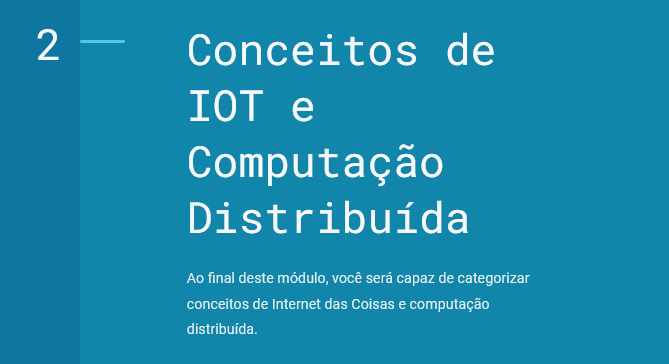 2
Conceitos de
IOT e
Computação
Distribuída
Ao final deste módulo, você será capaz de categorizar
conceitos de Internet das Coisas e computação
distribuída.